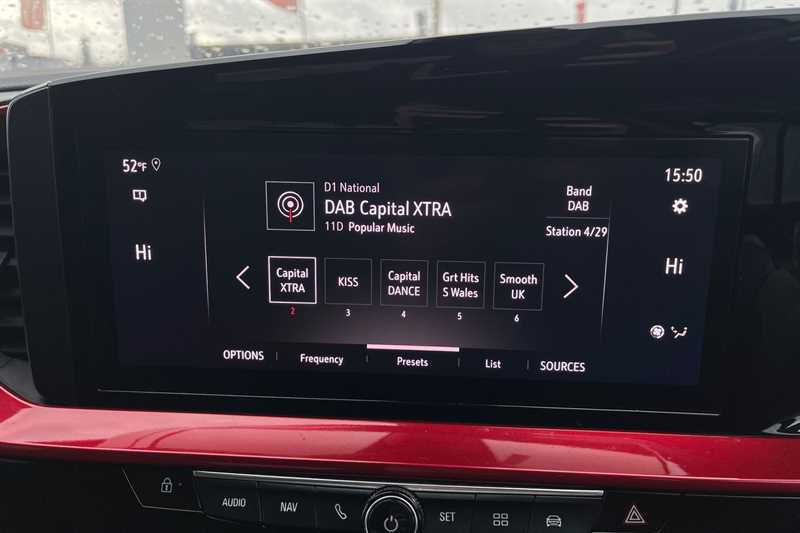 52°F
15:50
D1 National
DAB Capital XTRA
11D Popular Music
Band
DAB
Station 4/29
Hi
Hi
Capital
XTRA
KISS
Capital
DANCE
Grt Hits
S Wales
Smooth
UK
2
3
4
5
6
OPTIONS
Frequency
Presets
List
SOURCES
AUDIO
NAV
SET